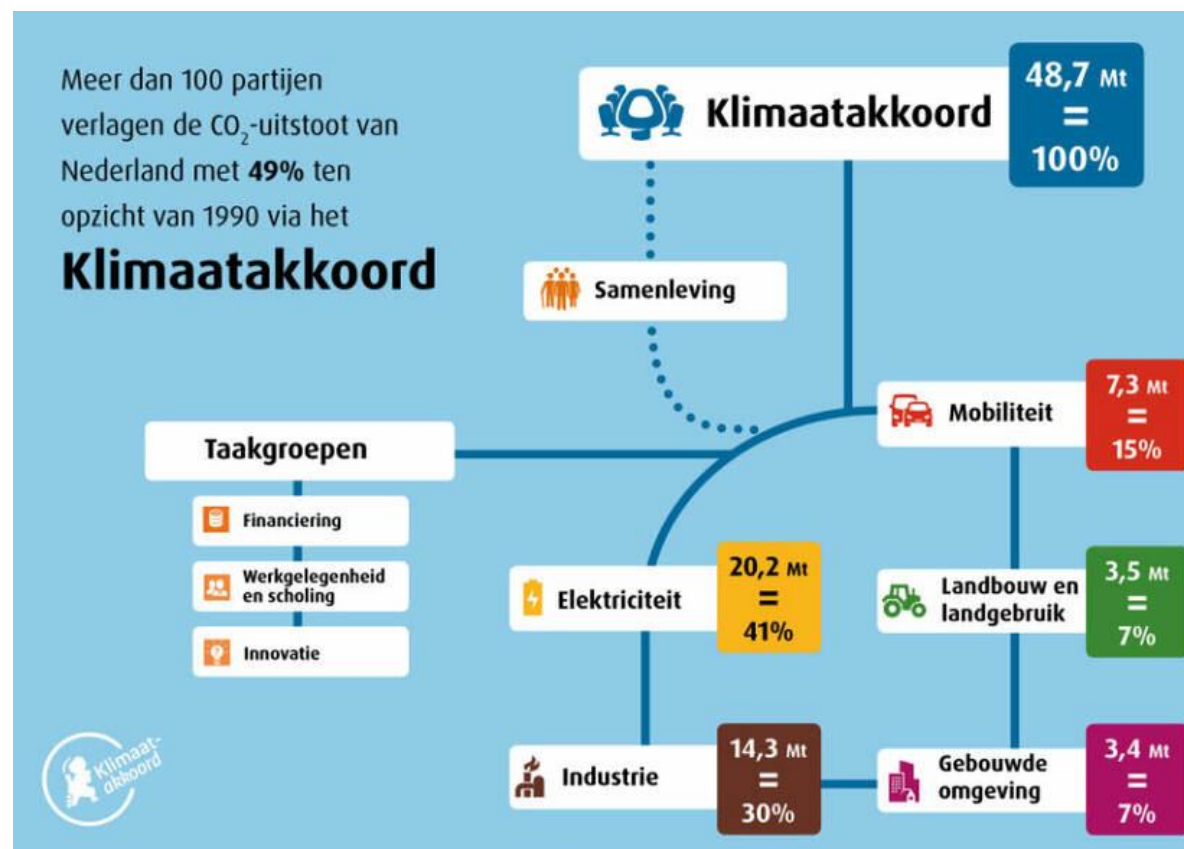 Meer dan 100 partijen
verlagen de CO₂-uitstoot van
Nederland met 49% ten
opzicht van 1990 via het
Klimaatakkoord
Klimaatakkoord
48,7 Mt
=
100%
Samenleving
Mobiliteit
7,3 Mt
=
15%
Taakgroepen
Financiering
Werkgelegenheid
en scholing
Innovatie
Elektriciteit
20,2 Mt
=
41%
Landbouw en
landgebruik
3,5 Mt
=
7%
Industrie
14,3 Mt
=
30%
Gebouwde
omgeving
3,4 Mt
=
7%
Klimaat-
akkoord